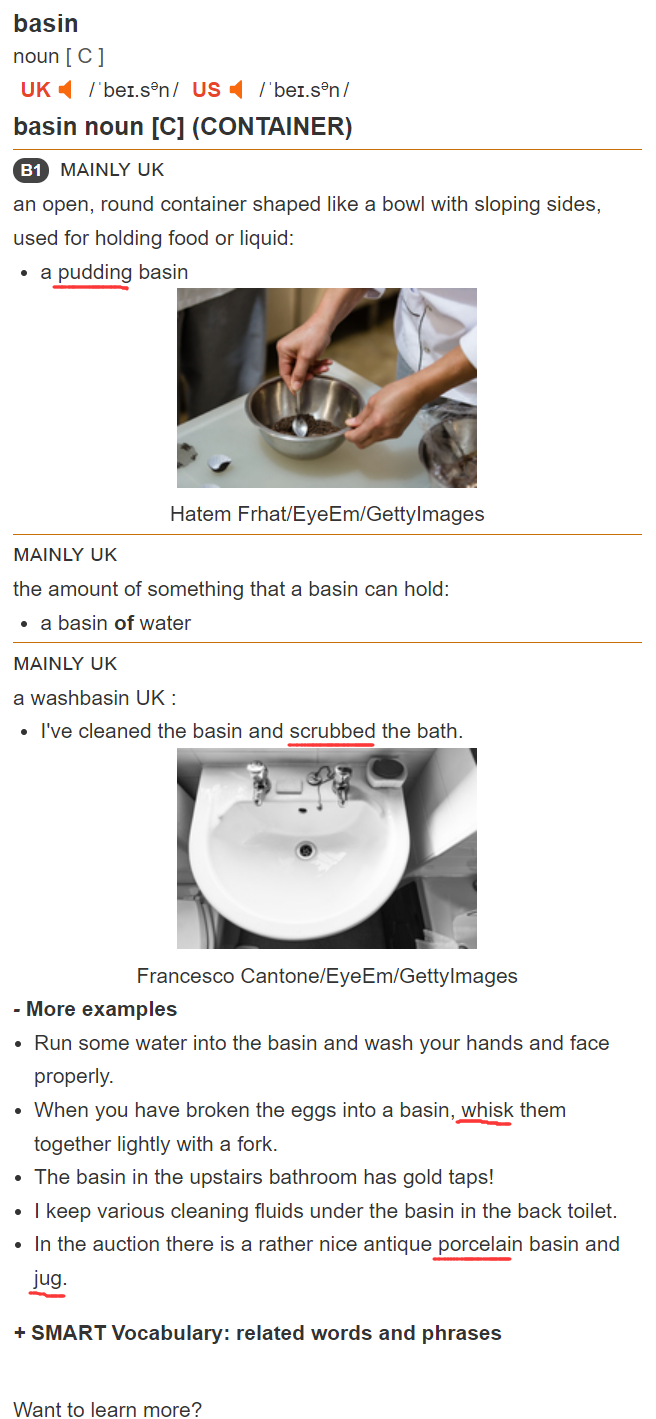 basin
noun [ C ]
UK /ˈbeɪ.sᵊn/ US /ˈbeɪ.sᵊn/
basin noun [C] (CONTAINER)
B1 MAINLY UK
an open, round container shaped like a bowl with sloping sides,
used for holding food or liquid:
• a pudding basin
Hatem Frhat/EyeEm/GettyImages
MAINLY UK
the amount of something that a basin can hold:
• a basin of water
MAINLY UK
a washbasin UK :
• I've cleaned the basin and scrubbed the bath.
Francesco Cantone/EyeEm/GettyImages
- More examples
• Run some water into the basin and wash your hands and face
properly.
• When you have broken the eggs into a basin, whisk them
together lightly with a fork.
• The basin in the upstairs bathroom has gold taps!
• I keep various cleaning fluids under the basin in the back toilet.
• In the auction there is a rather nice antique porcelain basin and
jug.
+ SMART Vocabulary: related words and phrases
Want to learn more?